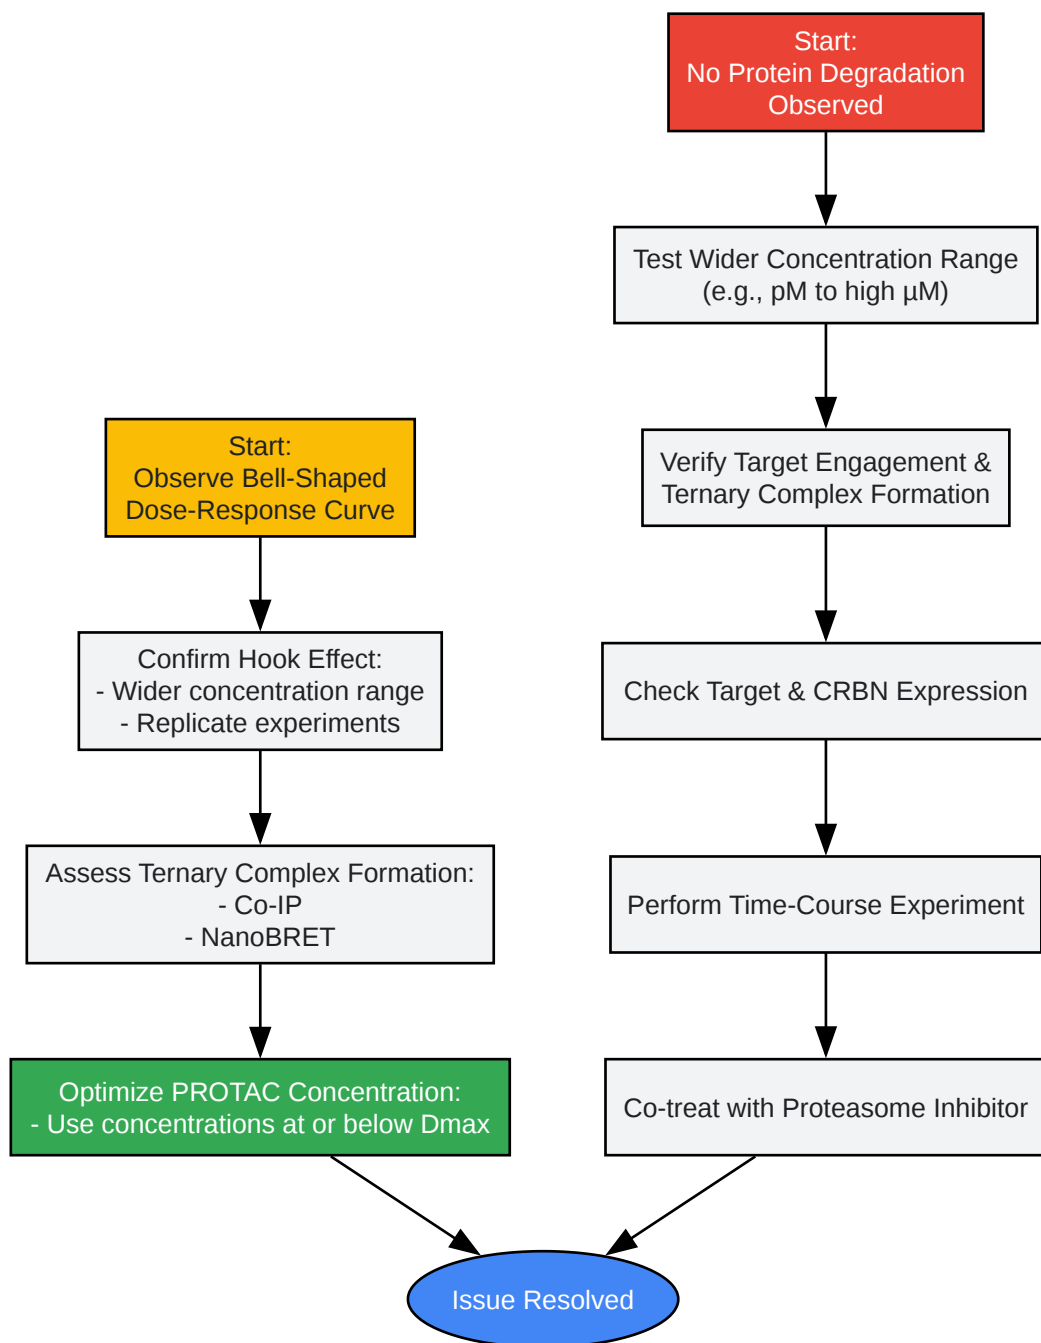 Start:
No Protein Degradation
Observed
Test Wider Concentration Range
(e.g., pM to high µM)
Verify Target Engagement &
Ternary Complex Formation
Check Target & CRBN Expression
Perform Time-Course Experiment
Co-treat with Proteasome Inhibitor
Start:
Observe Bell-Shaped
Dose-Response Curve
Confirm Hook Effect:
- Wider concentration range
- Replicate experiments
Assess Ternary Complex Formation:
- Co-IP
- NanoBRET
Optimize PROTAC Concentration:
- Use concentrations at or below Dmax
Issue Resolved